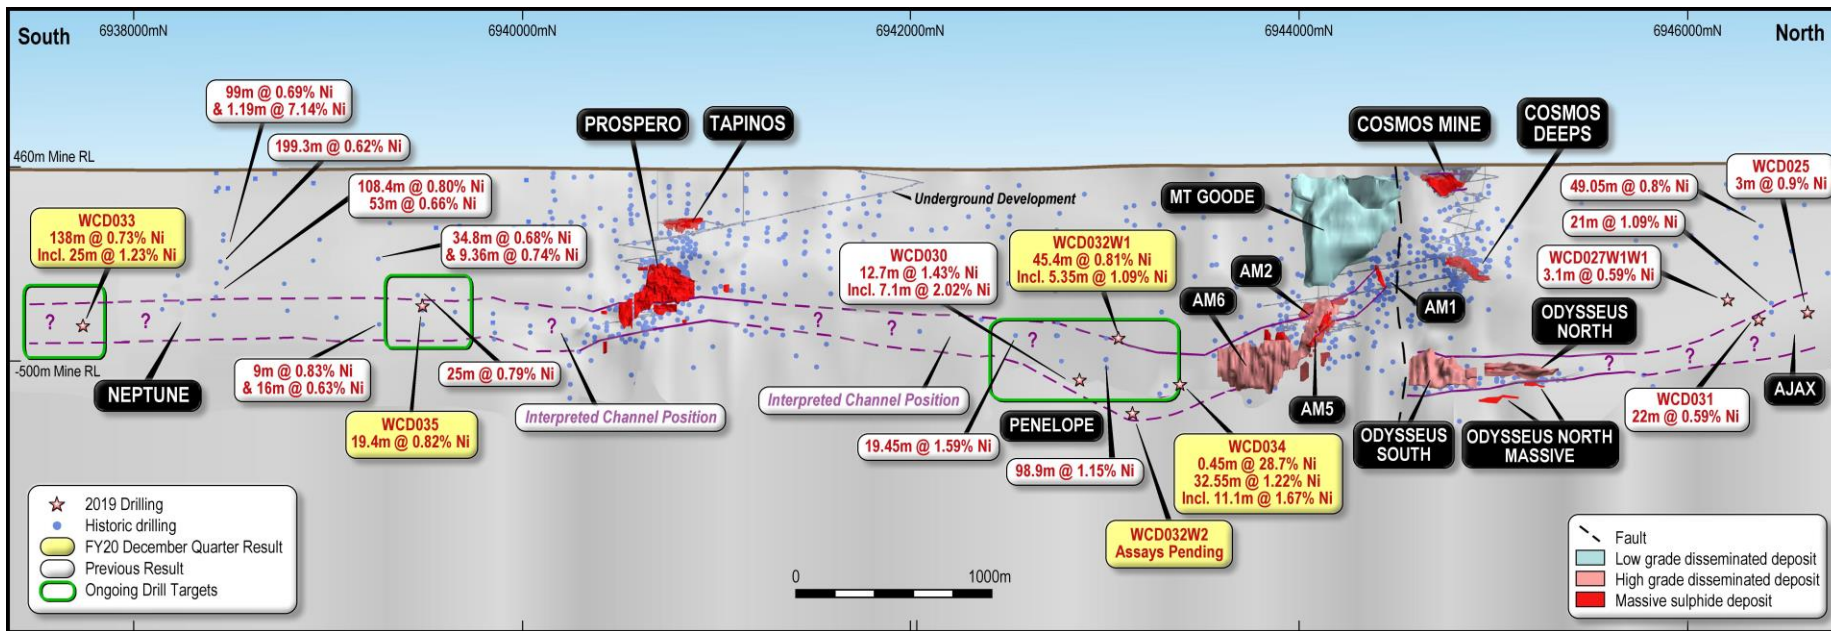 South
6938000mN
6940000mN
6942000mN
6944000mN
6946000mN
North
99m @ 0.69% Ni
& 1.19m @ 7.14% Ni
199.3m @ 0.62% Ni
108.4m @ 0.80% Ni
53m @ 0.66% Ni
34.8m @ 0.68% Ni
& 9.36m @ 0.74% Ni
460m Mine RL
-500m Mine RL
WCD033
138m @ 0.73% Ni
Incl. 25m @ 1.23% Ni
?
?
NEPTUNE
9m @ 0.83% Ni
& 16m @ 0.63% Ni
WCD035
19.4m @ 0.82% Ni
25m @ 0.79% Ni
?
Interpreted Channel Position
PROSPERO
TAPINOS
Underground Development
WCD030
12.7m @ 1.43% Ni
Incl. 7.1m @ 2.02% Ni
WCD032W1
45.4m @ 0.81% Ni
Incl. 5.35m @ 1.09% Ni
?
?
?
Interpreted Channel Position
19.45m @ 1.59% Ni
PENELOPE
98.9m @ 1.15% Ni
WCD034
0.45m @ 28.7% Ni
32.55m @ 1.22% Ni
Incl. 11.1m @ 1.67% Ni
WCD032W2
Assays Pending
COSMOS MINE
COSMOS
DEEPS
MT GOODE
AM2
AM6
AM1
AM5
ODYSSEUS
SOUTH
ODYSSEUS NORTH
MASSIVE
ODYSSEUS
NORTH
WCD025
3m @ 0.9% Ni
49.05m @ 0.8% Ni
21m @ 1.09% Ni
WCD027W1W1
3.1m @ 0.59% Ni
?
?
WCD031
22m @ 0.59% Ni
AJAX
2019 Drilling
Historic drilling
FY20 December Quarter Result
Previous Result
Ongoing Drill Targets
0
1000m
Fault
Low grade disseminated deposit
High grade disseminated deposit
Massive sulphide deposit